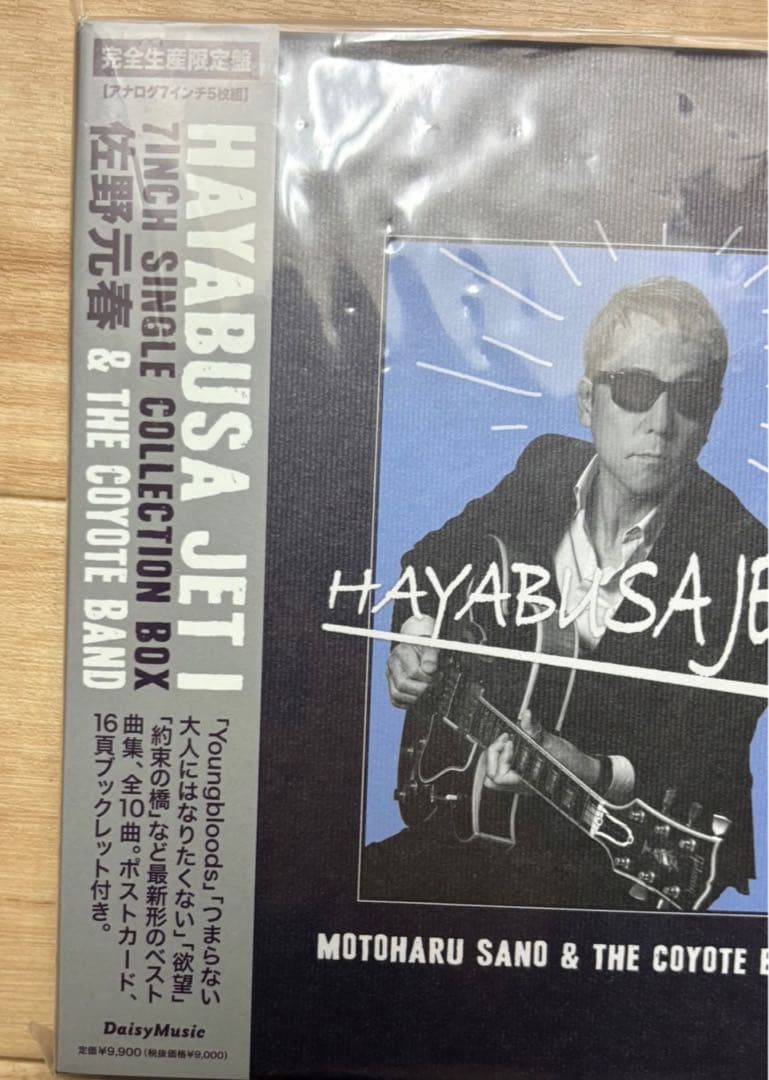 完全生産限定盤
【アナログ7インチ5枚組】
HAYABUSA JET I
7INCH SINGLE COLLECTION BOX
佐野元春 & THE COYOTE BAND
「Youngbloods」「つまらない
大人にはなりたくない」「欲望」
「約束の橋」など最新形のベスト
曲集、全10曲。ポストカード、
16頁ブックレット付き。
DaisyMusic
定価¥9,900(税抜価格¥9,000)
HAYABUSA JE
MOTOHARU SANO & THE COYOTE B